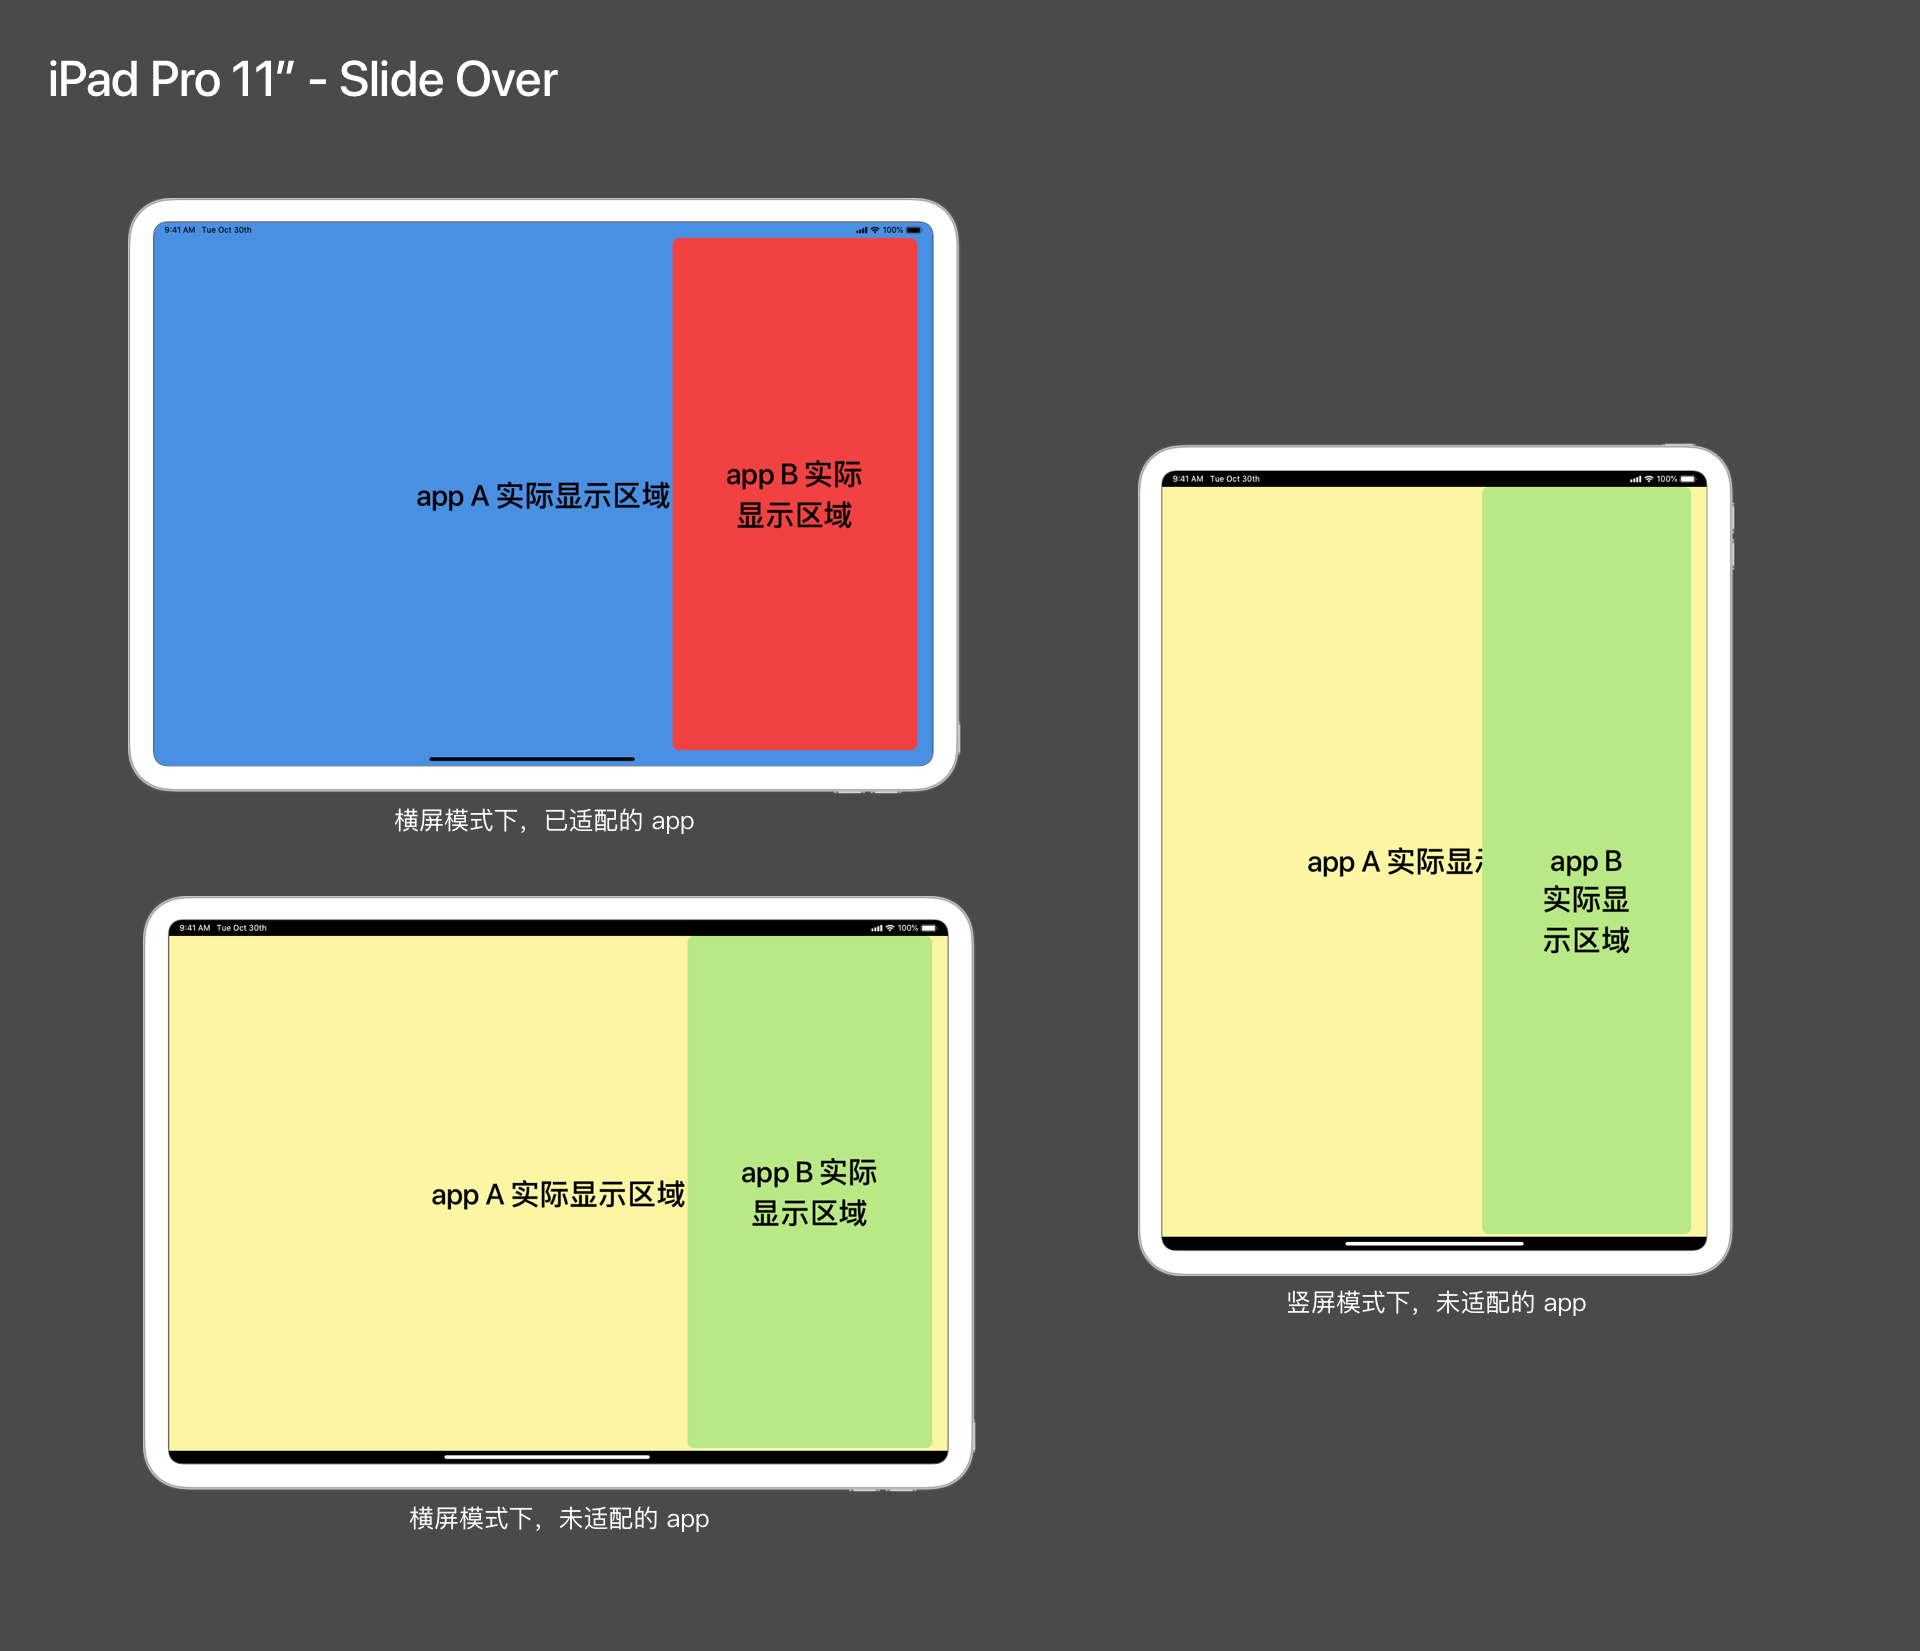 iPad Pro 11″ - Slide Over
9:41 AM Tue Oct 30th
100%
app A 实际显示区域
app B 实际
显示区域
横屏模式下，已适配的 app
9:41 AM Tue Oct 30th
100%
app A 实际显示区域
app B 实际
显示区域
横屏模式下，未适配的 app
9:41 AM Tue Oct 30th
100%
app A 实际显
app B
实际显
示区域
竖屏模式下，未适配的 app